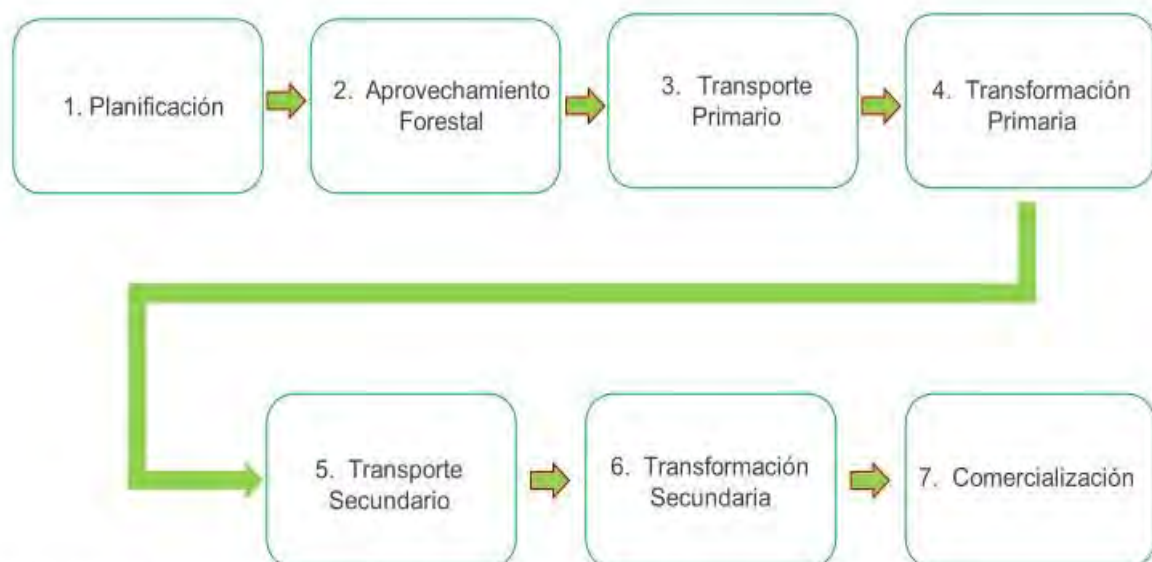 1. Planificación
2. Aprovechamiento
Forestal
3. Transporte
Primario
4. Transformación
Primaria
5. Transporte
Secundario
6. Transformación
Secundaria
7. Comercialización